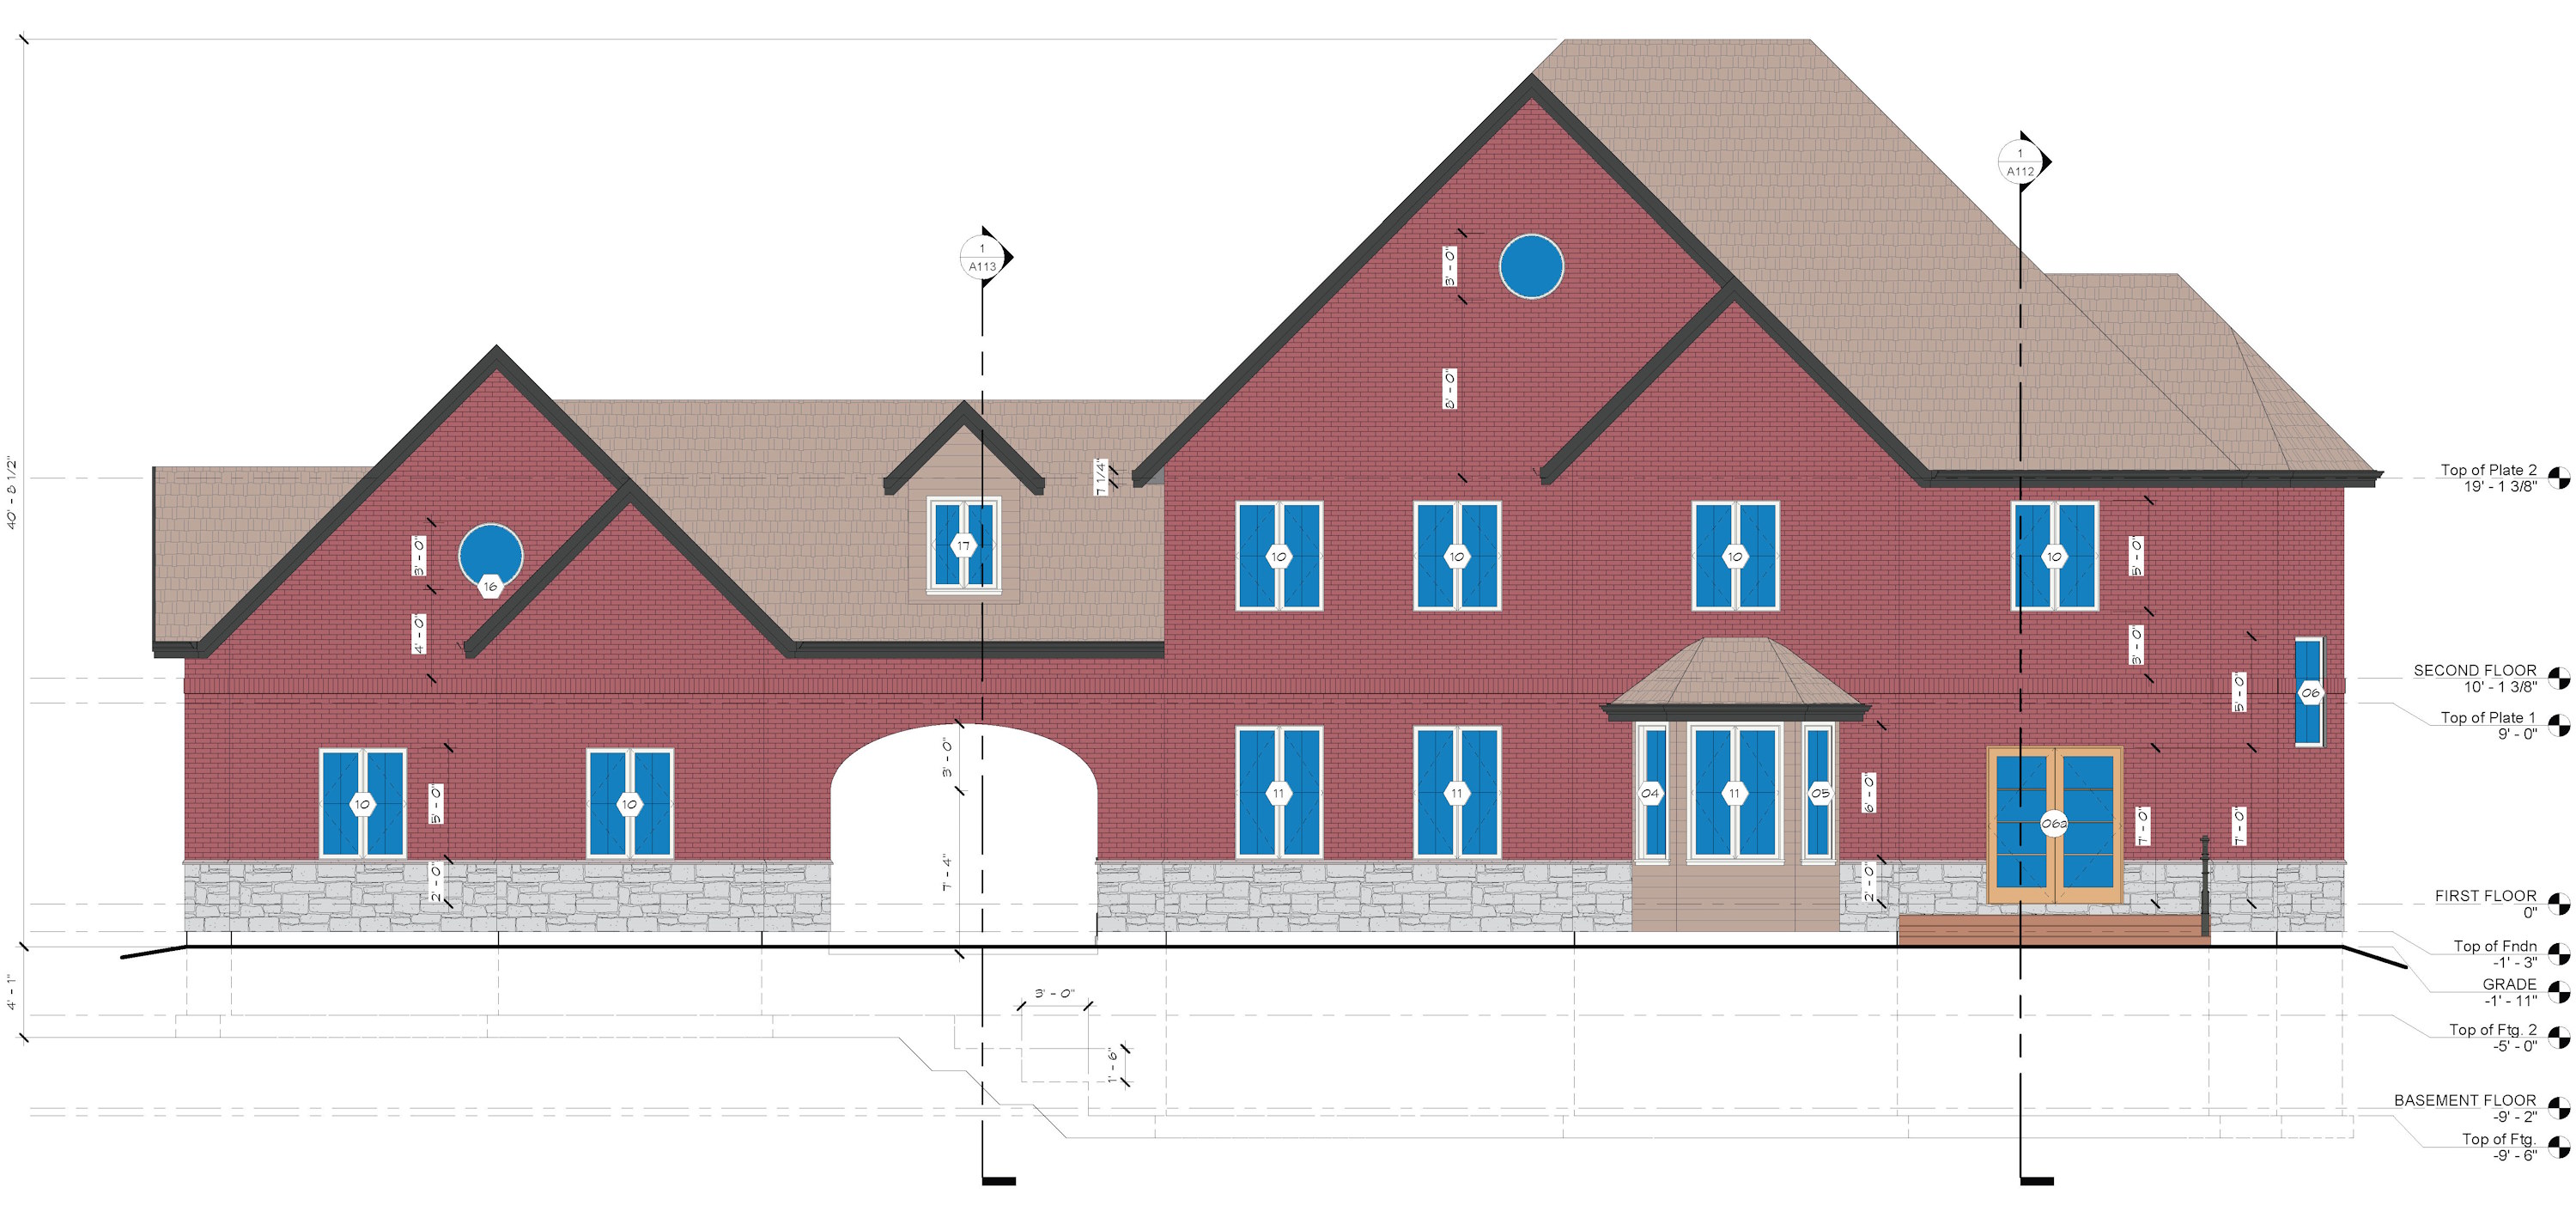 1
A112
1
A113
3' - 0"
8' - 0"
40' - 8 1/2"
7 1/4"
Top of Plate 2
19' - 1 3/8"
17
10
10
10
10
5' - 0"
3' - 0"
16
3' - 0"
4' - 0"
SECOND FLOOR
10' - 1 3/8"
06
5' - 0"
Top of Plate 1
9' - 0"
3' - 0"
10
10
5' - 0"
11
11
04
11
05
6' - 0"
06a
7' - 0"
7' - 0"
2' - 0"
7' - 4"
2' - 0"
FIRST FLOOR
0"
Top of Fndn
-1' - 3"
GRADE
-1' - 11"
4' - 1"
3' - 0"
Top of Ftg. 2
-5' - 0"
1' - 6"
BASEMENT FLOOR
-9' - 2"
Top of Ftg.
-9' - 6"